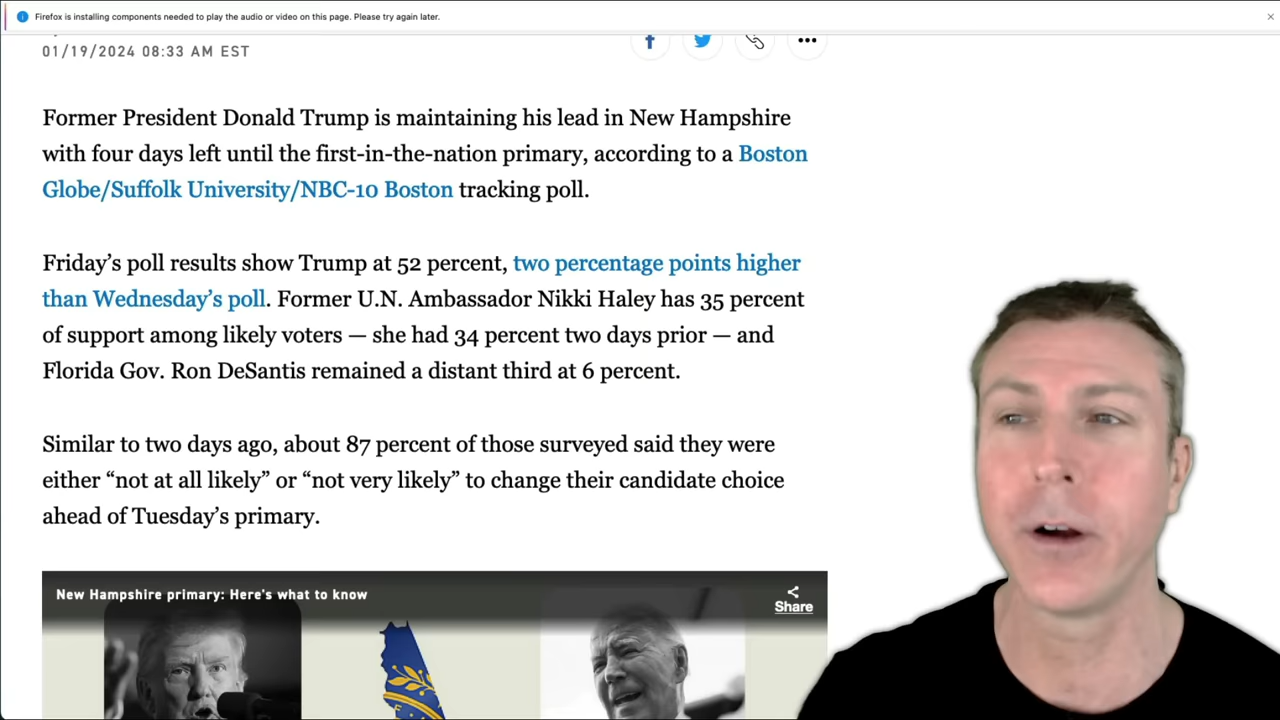 Firefox is installing components needed to play the audio or video on this page. Please try again later.
01/19/2024 08:33 AM EST
Former President Donald Trump is maintaining his lead in New Hampshire
with four days left until the first-in-the-nation primary, according to a Boston
Globe/Suffolk University/NBC-10 Boston tracking poll.
Friday’s poll results show Trump at 52 percent, two percentage points higher
than Wednesday’s poll. Former U.N. Ambassador Nikki Haley has 35 percent
of support among likely voters — she had 34 percent two days prior — and
Florida Gov. Ron DeSantis remained a distant third at 6 percent.
Similar to two days ago, about 87 percent of those surveyed said they were
either “not at all likely” or “not very likely” to change their candidate choice
ahead of Tuesday’s primary.
New Hampshire primary: Here's what to know
Share